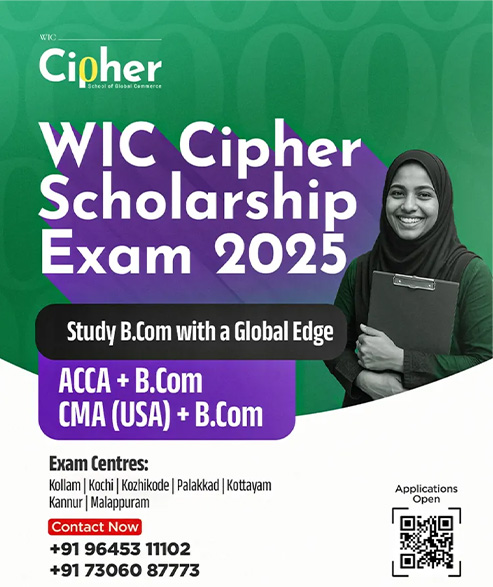 WIC
Cipher
School of Global Commerce
WIC Cipher
Scholarship
Exam 2025
Study B.Com with a Global Edge
ACCA + B.Com
CMA (USA) + B.Com
Exam Centres:
Kollam | Kochi | Kozhikode | Palakkad | Kottayam
Kannur | Malappuram
Contact Now
+91 96453 11102
+91 73060 87773
Applications
Open